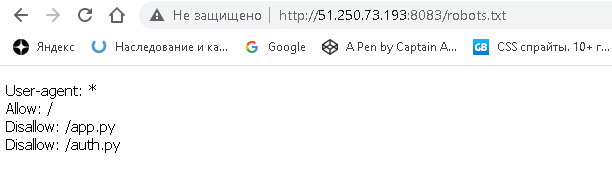 Не защищено | http://51.250.73.193:8083/robots.txt
Яндекс Наследование и ка... Google A Pen by Captain A... GB CSS спрайты. 10+ г...
User-agent: *
Allow: /
Disallow: /app.py
Disallow: /auth.py